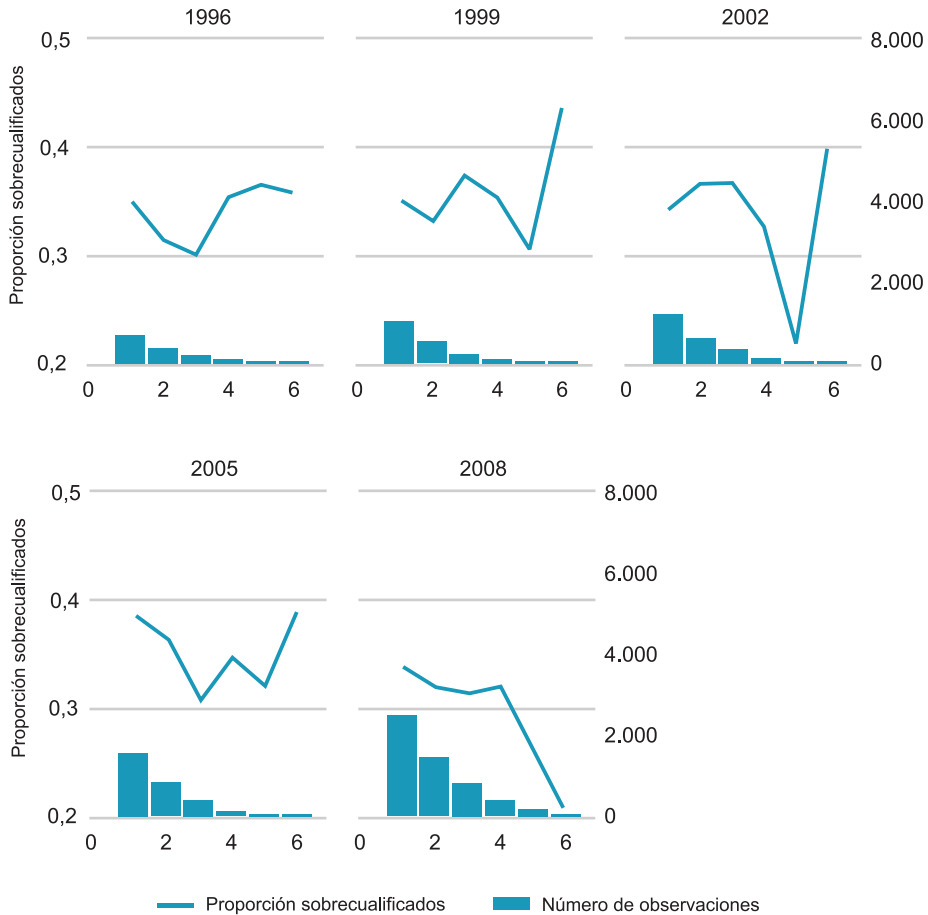 1996 1999 2002
0,5 8.000
6.000
0,4
4.000
0,3
2.000
0,2 0
0 2 4 6 0 2 4 6 0 2 4 6
Proporción sobrecualificados
2005 2008
0,5 8.000
6.000
0,4
4.000
0,3
2.000
0,2 0
0 2 4 6 0 2 4 6
Proporción sobrecualificados
Proporción sobrecualificados Número de observaciones